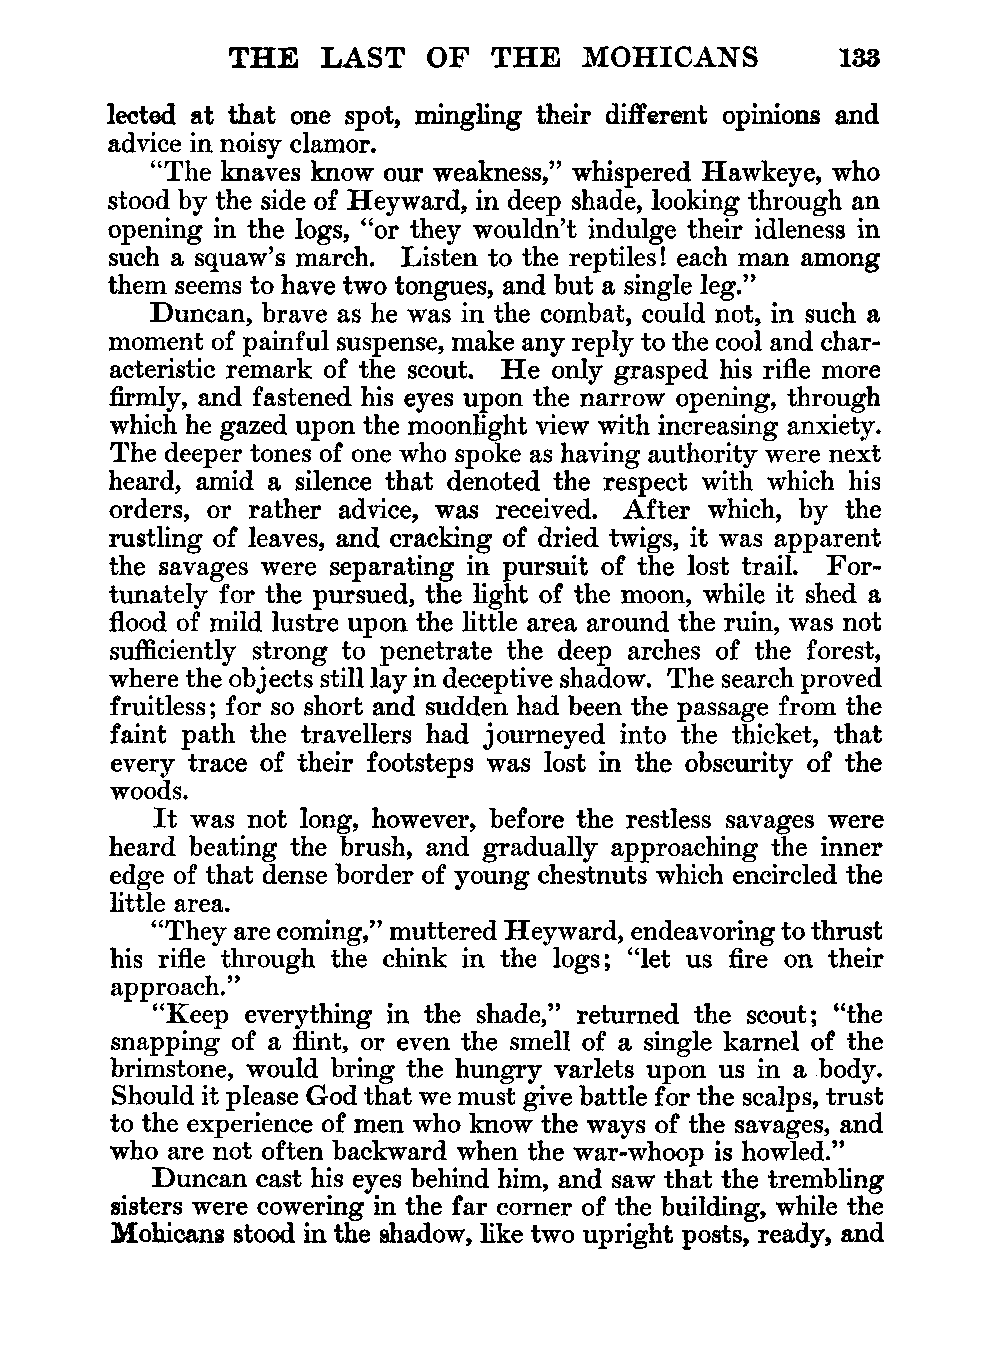 THE LAST OF THE MOHICANS 133
lected at that one spot, mingling their different opinions and
advice in noisy clamor.
“The knaves know our weakness,” whispered Hawkeye, who
stood by the side of Heyward, in deep shade, looking through an
opening in the logs, “or they wouldn’t indulge their idleness in
such a squaw’s march. Listen to the reptiles! each man among
them seems to have two tongues, and but a single leg.”
Duncan, brave as he was in the combat, could not, in such a
moment of painful suspense, make any reply to the cool and char-
acteristic remark of the scout. He only grasped his rifle more
firmly, and fastened his eyes upon the narrow opening, through
which he gazed upon the moonlight view with increasing anxiety.
The deeper tones of one who spoke as having authority were next
heard, amid a silence that denoted the respect with which his
orders, or rather advice, was received. After which, by the
rustling of leaves, and cracking of dried twigs, it was apparent
the savages were separating in pursuit of the lost trail. For-
tunately for the pursued, the light of the moon, while it shed a
flood of mild lustre upon the little area around the ruin, was not
sufficiently strong to penetrate the deep arches of the forest,
where the objects still lay in deceptive shadow. The search proved
fruitless; for so short and sudden had been the passage from the
faint path the travellers had journeyed into the thicket, that
every trace of their footsteps was lost in the obscurity of the
woods.
It was not long, however, before the restless savages were
heard beating the brush, and gradually approaching the inner
edge of that dense border of young chestnuts which encircled the
little area.
“They are coming,” muttered Heyward, endeavoring to thrust
his rifle through the chink in the logs; “let us fire on their
approach.”
“Keep everything in the shade,” returned the scout; “the
snapping of a flint, or even the smell of a single karnel of the
brimstone, would bring the hungry varlets upon us in a body.
Should it please God that we must give battle for the scalps, trust
to the experience of men who know the ways of the savages, and
who are not often backward when the war-whoop is howled.”
Duncan cast his eyes behind him, and saw that the trembling
sisters were cowering in the far corner of the building, while the
Mohicans stood in the shadow, like two upright posts, ready, and